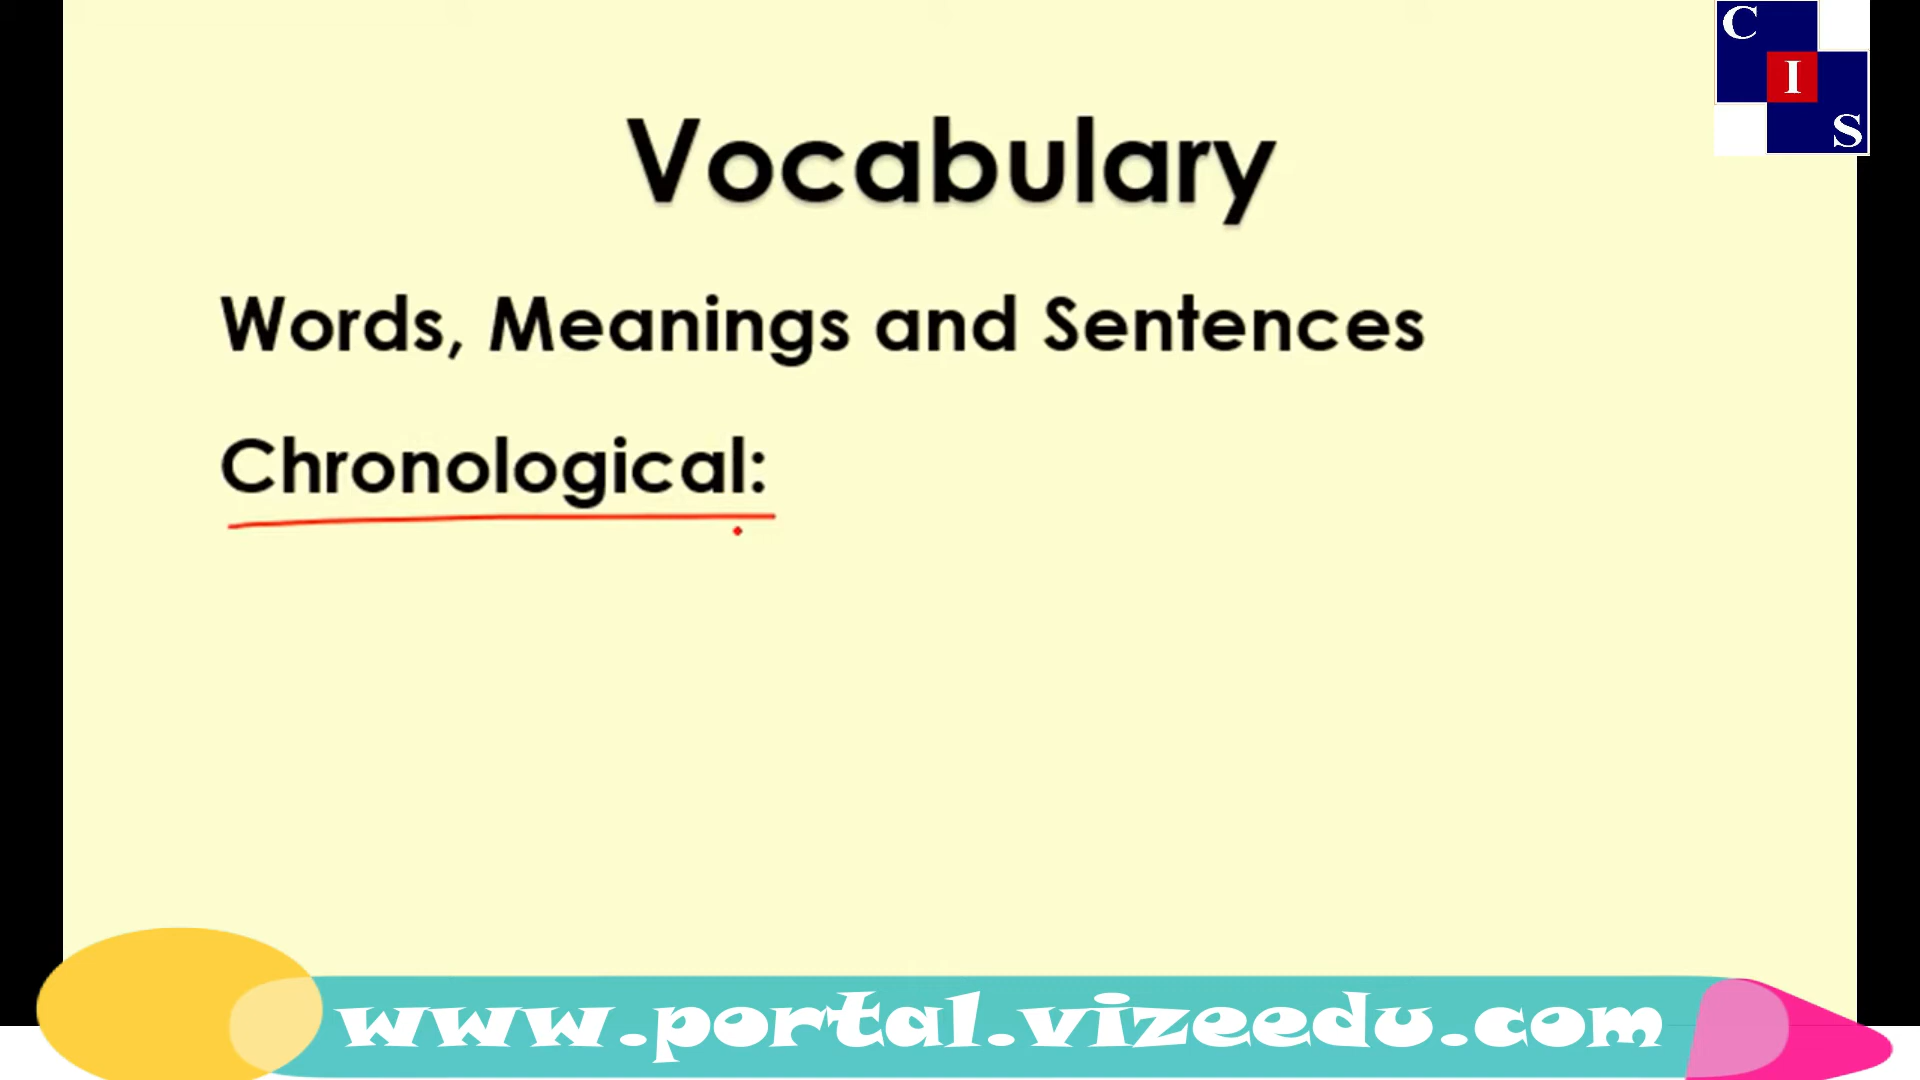 C
I
S
Vocabulary
Words, Meanings and Sentences
Chronological:
www.portal.vizeedu.com